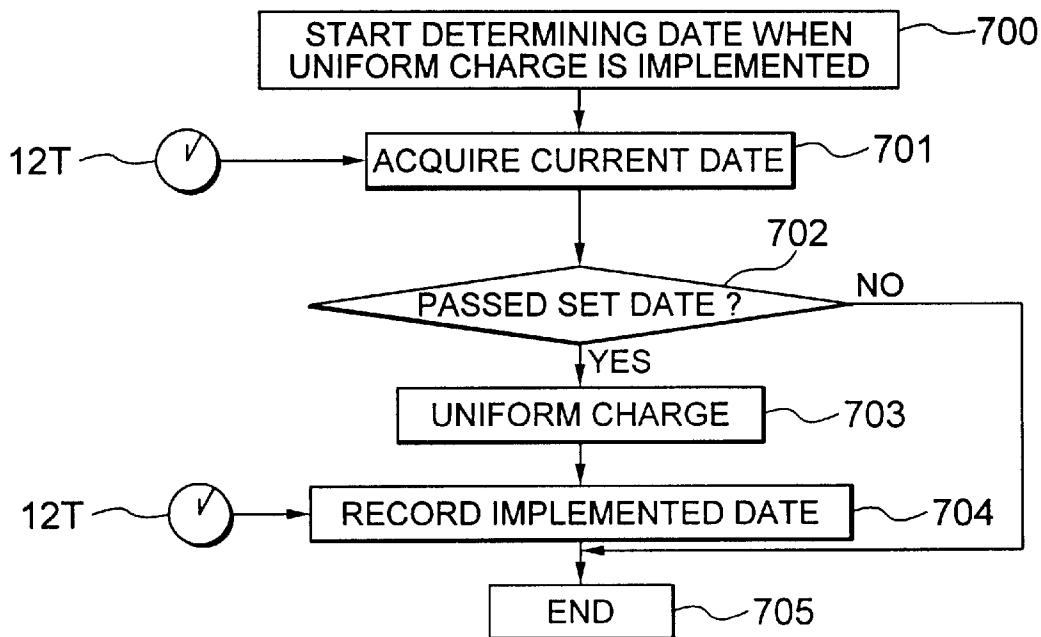 START DETERMINING DATE WHEN
UNIFORM CHARGE IS IMPLEMENTED
700
12T
ACQUIRE CURRENT DATE
701
702
PASSED SET DATE ?
NO
YES
UNIFORM CHARGE
703
12T
RECORD IMPLEMENTED DATE
704
END
705